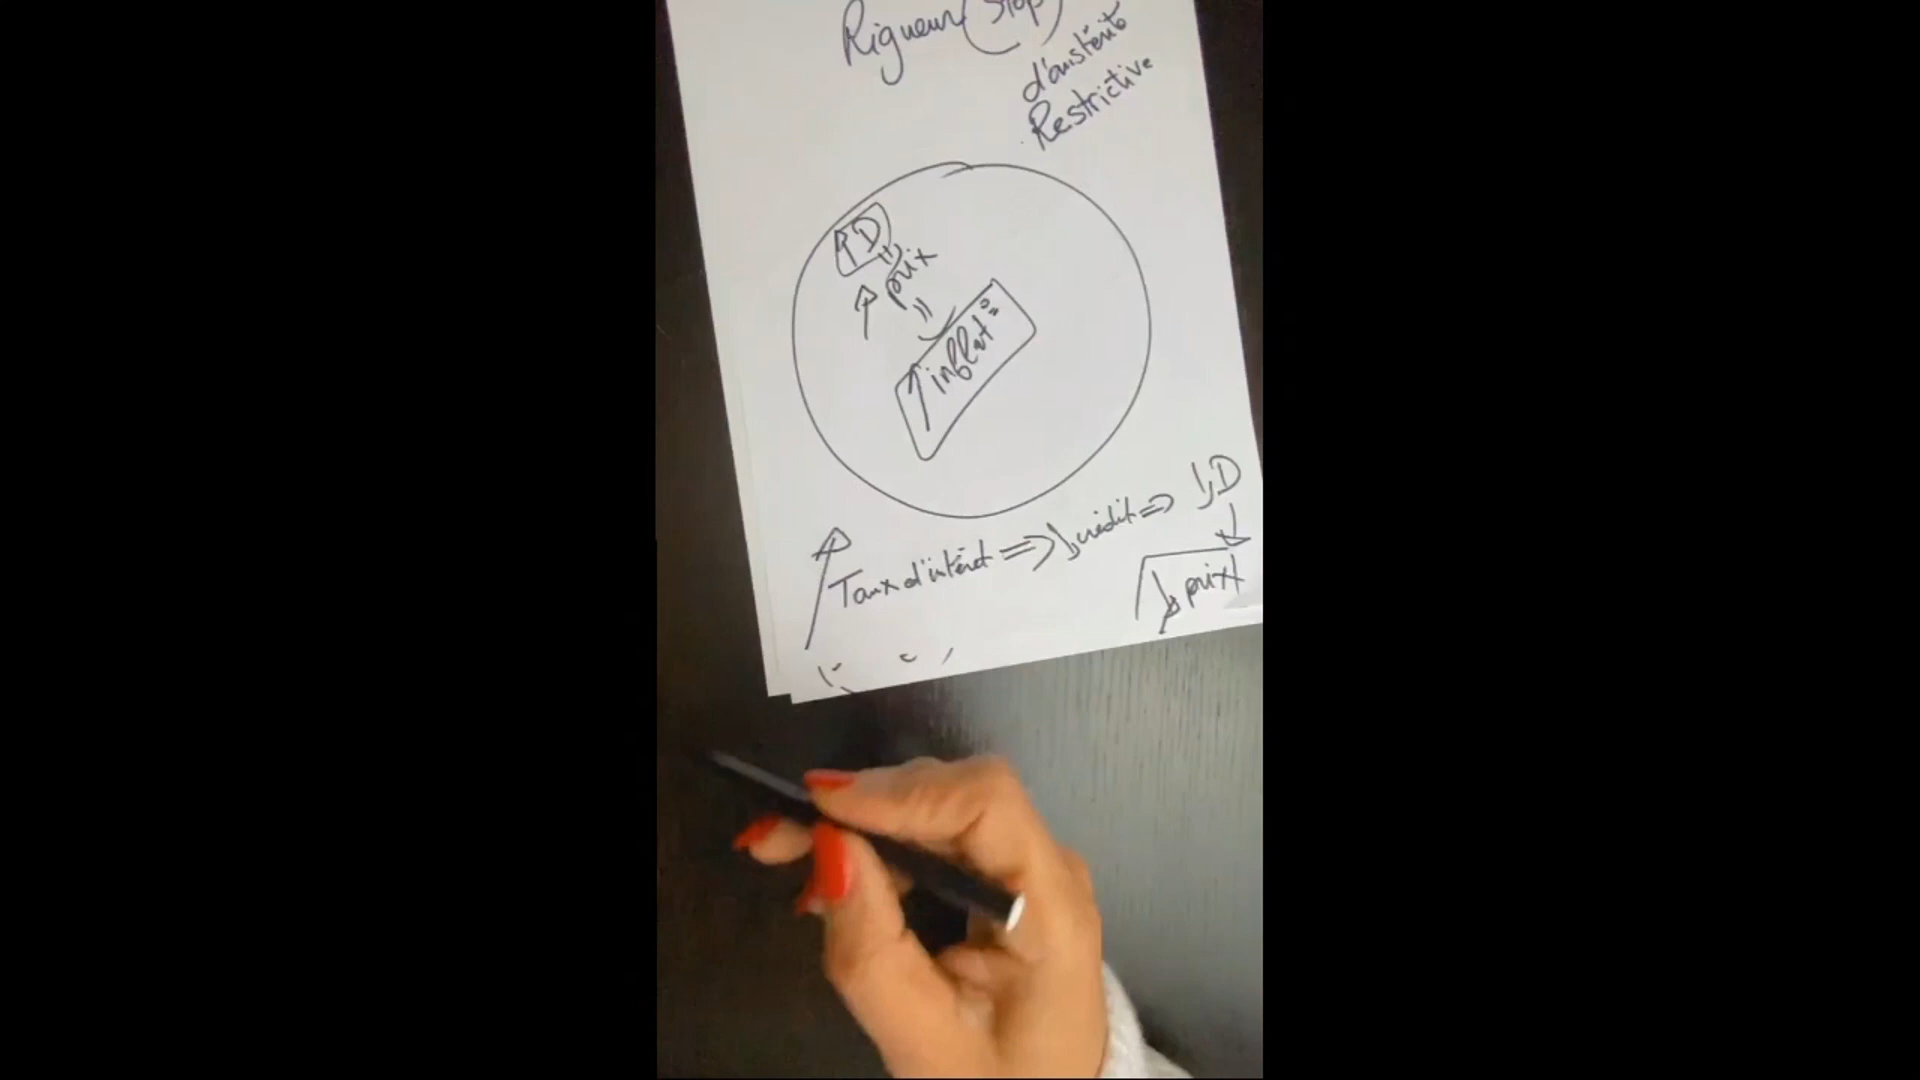 Rigueur (Stop)
d'austérité
Restrictive
↑D
↑ prix
↑ inflat°
↑ Taux d'intérêt => ↓ crédit => ↓D
↓
↓ prix